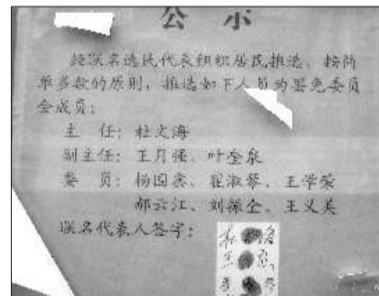 公 示
经联名选民代表组织居民推选，按简
单多数的原则，推选如下人员为罢免委员
会成员：
主 任：杜文海
副主任：王月强、叶奎泉
委 员：杨国忠、翟淑琴、王学荣
郝云江、刘振全、王义美
联名代表人签字：